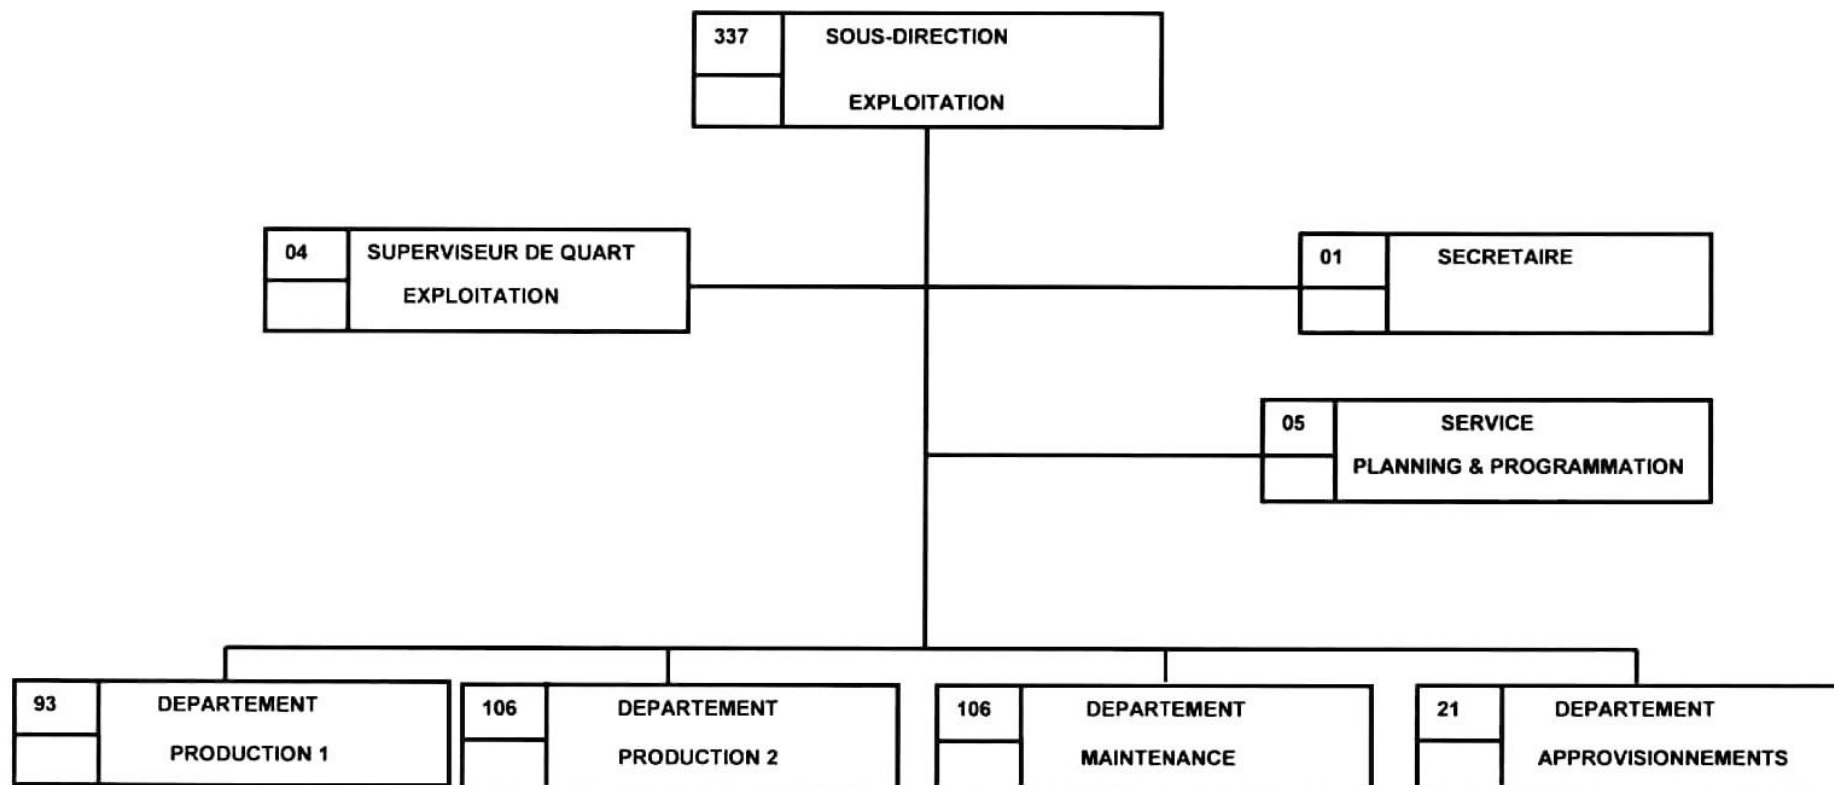 337 SOUS-DIRECTION
EXPLOITATION
04 SUPERVISEUR DE QUART
EXPLOITATION
01 SECRETAIRE
05 SERVICE
PLANNING & PROGRAMMATION
93 DEPARTEMENT
PRODUCTION 1
106 DEPARTEMENT
PRODUCTION 2
106 DEPARTEMENT
MAINTENANCE
21 DEPARTEMENT
APPROVISIONNEMENTS